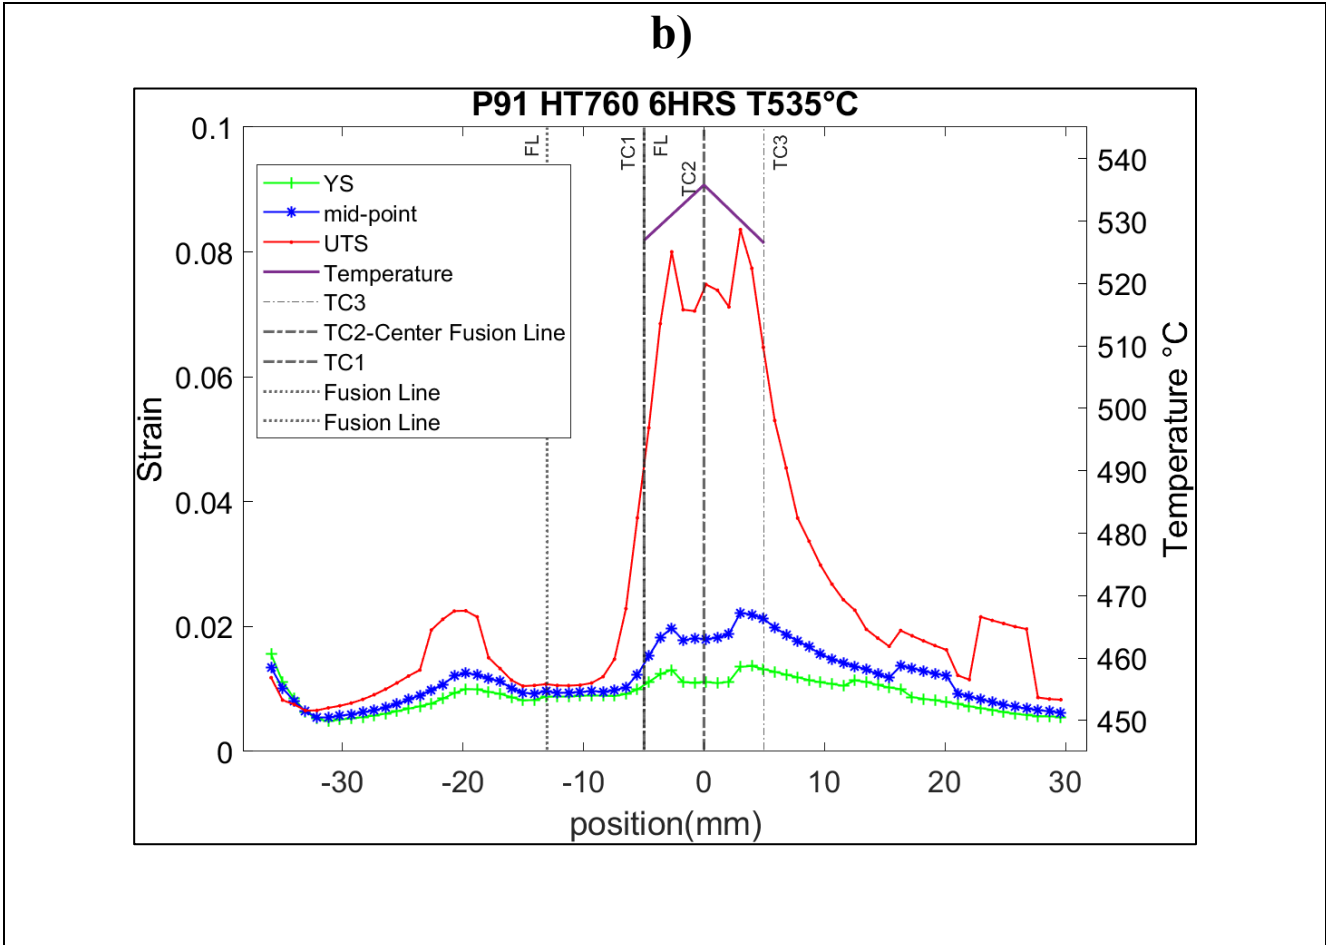 b)
P91 HT760 6HRS T535°C
FL
TC1
FL
TC2
TC3
YS
mid-point
UTS
Temperature
TC3
TC2-Center Fusion Line
TC1
Fusion Line
Fusion Line
0.1
0.08
0.06
0.04
0.02
0
Strain
540
530
520
510
500
490
480
470
460
450
Temperature °C
-30 -20 -10 0 10 20 30
position(mm)